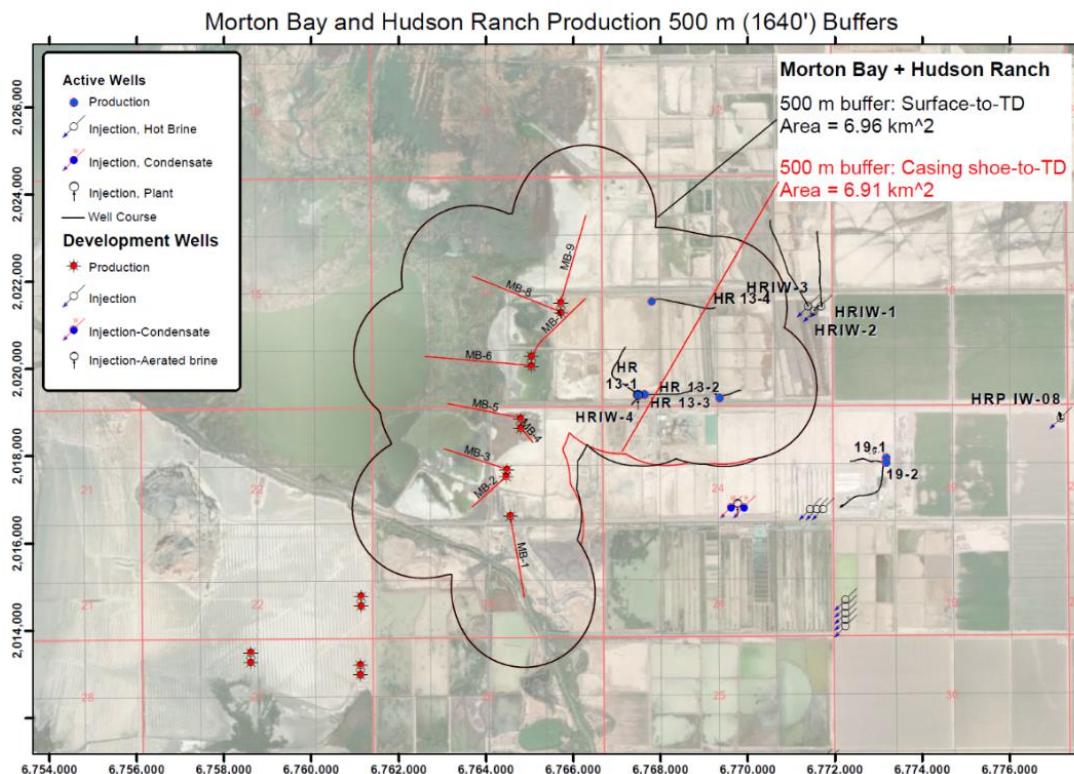 Morton Bay and Hudson Ranch Production 500 m (1640') Buffers
Active Wells
Production
Injection, Hot Brine
Injection, Condensate
Injection, Plant
Well Course
Development Wells
Production
Injection
Injection-Condensate
Injection-Aerated brine
Morton Bay + Hudson Ranch
500 m buffer: Surface-to-TD
Area = 6.96 km^2
500 m buffer: Casing shoe-to-TD
Area = 6.91 km^2
2,026,000
2,024,000
2,022,000
2,020,000
2,018,000
2,016,000
2,014,000
MB-9
MB-8
MB-6
MB-5
MB-4
MB-3
MB-2
MB-1
HR 13-4
HRIW-3
HRIW-1
HRIW-2
HR
13-1
HR 13-2
HR 13-3
HRIW-4
HRP IW-08
19-1
19-2
21
22
24
21
22
25
28
6,754,000
6,756,000
6,758,000
6,760,000
6,762,000
6,764,000
6,766,000
6,768,000
6,770,000
6,772,000
6,774,000
6,776,000